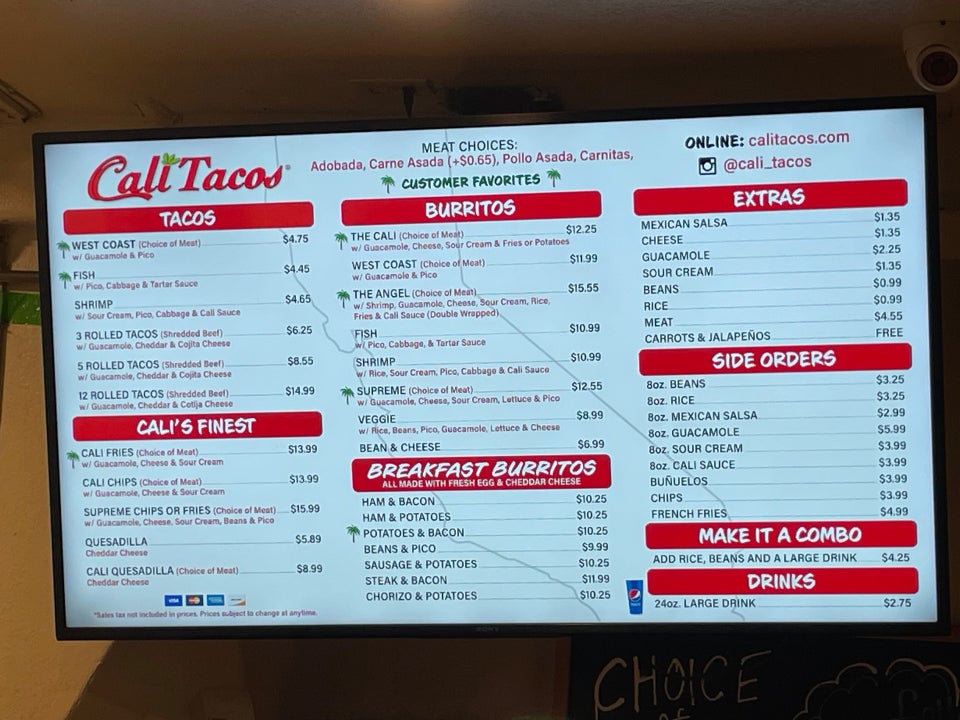 Cali Tacos®
MEAT CHOICES:
Adobada, Carne Asada (+$0.65), Pollo Asada, Carnitas,
CUSTOMER FAVORITES
ONLINE: calitacos.com
@cali_tacos
TACOS
WEST COAST (Choice of Meat) $4.75
w/ Guacamole & Pico
FISH $4.45
w/ Pico, Cabbage & Tartar Sauce
SHRIMP $4.65
w/ Sour Cream, Pico, Cabbage & Cali Sauce
3 ROLLED TACOS (Shredded Beef) $6.25
w/ Guacamole, Cheddar & Cojita Cheese
5 ROLLED TACOS (Shredded Beef) $8.55
w/ Guacamole, Cheddar & Cojita Cheese
12 ROLLED TACOS (Shredded Beef) $14.99
w/ Guacamole, Cheddar & Cotija Cheese
CALI'S FINEST
CALI FRIES (Choice of Meat) $13.99
w/ Guacamole, Cheese & Sour Cream
CALI CHIPS (Choice of Meat) $13.99
w/ Guacamole, Cheese & Sour Cream
SUPREME CHIPS OR FRIES (Choice of Meat) $15.99
w/ Guacamole, Cheese, Sour Cream, Beans & Pico
QUESADILLA $5.89
Cheddar Cheese
CALI QUESADILLA (Choice of Meat) $8.99
Cheddar Cheese
VISA
*Sales tax not included in prices. Prices subject to change at anytime.
BURRITOS
THE CALI (Choice of Meat) $12.25
w/ Guacamole, Cheese, Sour Cream & Fries or Potatoes
WEST COAST (Choice of Meat) $11.99
w/ Guacamole & Pico
THE ANGEL (Choice of Meat) $15.55
w/ Shrimp, Guacamole, Cheese, Sour Cream, Rice,
Fries & Cali Sauce (Double Wrapped)
FISH $10.99
w/ Pico, Cabbage, & Tartar Sauce
SHRIMP $10.99
w/ Rice, Sour Cream, Pico, Cabbage & Cali Sauce
SUPREME (Choice of Meat) $12.55
w/ Guacamole, Cheese, Sour Cream, Lettuce & Pico
VEGGIE $8.99
w/ Rice, Beans, Pico, Guacamole, Lettuce & Cheese
BEAN & CHEESE $6.99
BREAKFAST BURRITOS
ALL MADE WITH FRESH EGG & CHEDDAR CHEESE
HAM & BACON $10.25
HAM & POTATOES $10.25
POTATOES & BACON $10.25
BEANS & PICO $9.99
SAUSAGE & POTATOES $10.25
STEAK & BACON $11.99
CHORIZO & POTATOES $10.25
EXTRAS
MEXICAN SALSA $1.35
CHEESE $1.35
GUACAMOLE $2.25
SOUR CREAM $1.35
BEANS $0.99
RICE $0.99
MEAT $4.55
CARROTS & JALAPEÑOS FREE
SIDE ORDERS
8oz. BEANS $3.25
8oz. RICE $3.25
8oz. MEXICAN SALSA $2.99
8oz. GUACAMOLE $5.99
8oz. SOUR CREAM $3.99
8oz. CALI SAUCE $3.99
BUÑUELOS $3.99
CHIPS $3.99
FRENCH FRIES $4.99
MAKE IT A COMBO
ADD RICE, BEANS AND A LARGE DRINK $4.25
DRINKS
24oz. LARGE DRINK $2.75
SONY
CHOICE
of